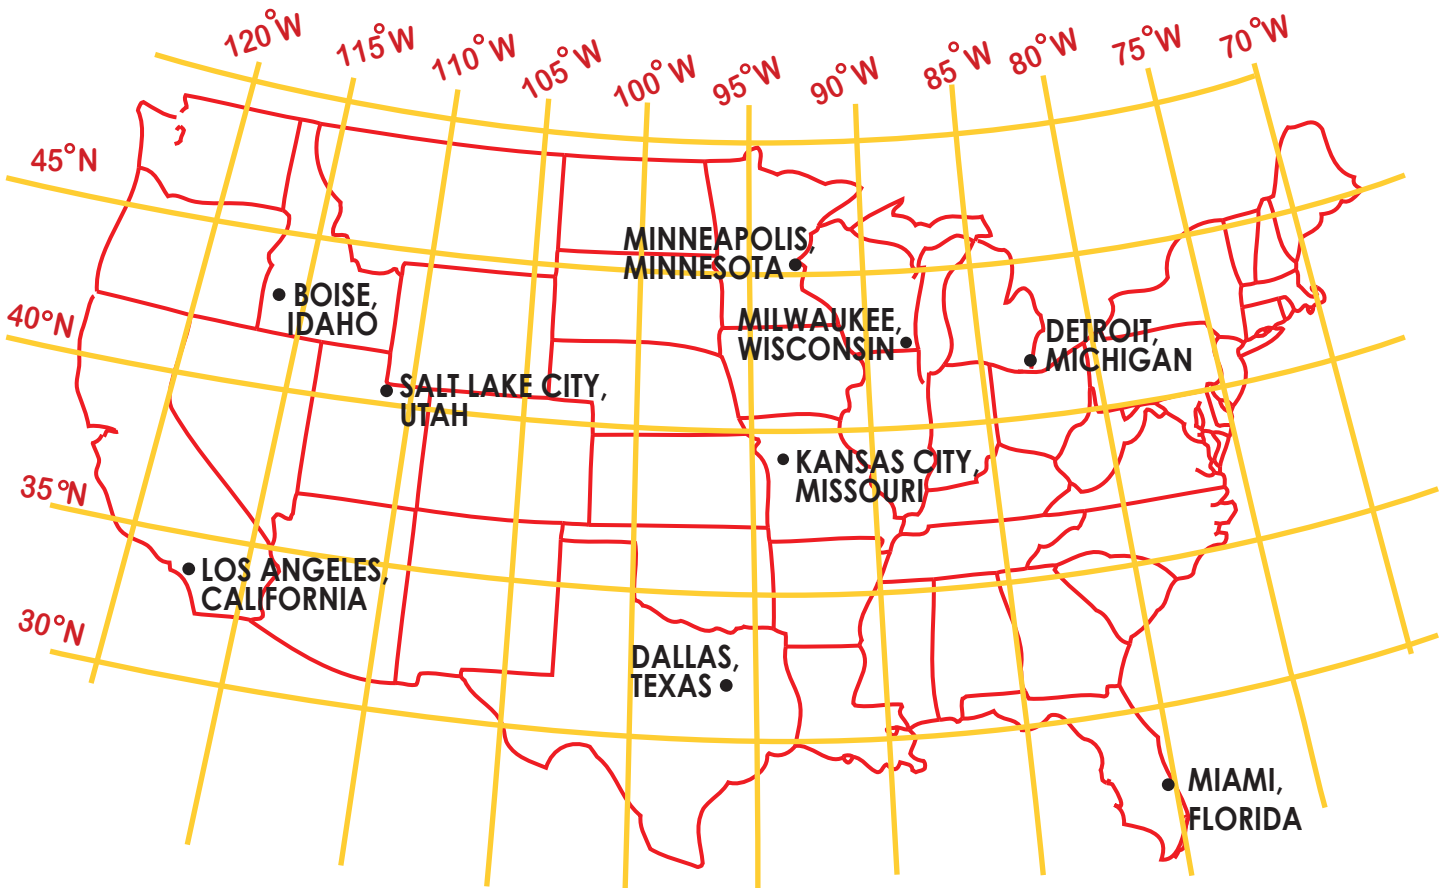 120°W
115°W
110°W
105°W
100°W
95°W
90°W
85°W
80°W
75°W
70°W
45°N
40°N
35°N
30°N
MINNEAPOLIS,
MINNESOTA
BOISE,
IDAHO
MILWAUKEE,
WISCONSIN
DETROIT,
MICHIGAN
SALT LAKE CITY,
UTAH
KANSAS CITY,
MISSOURI
LOS ANGELES,
CALIFORNIA
DALLAS,
TEXAS
MIAMI,
FLORIDA